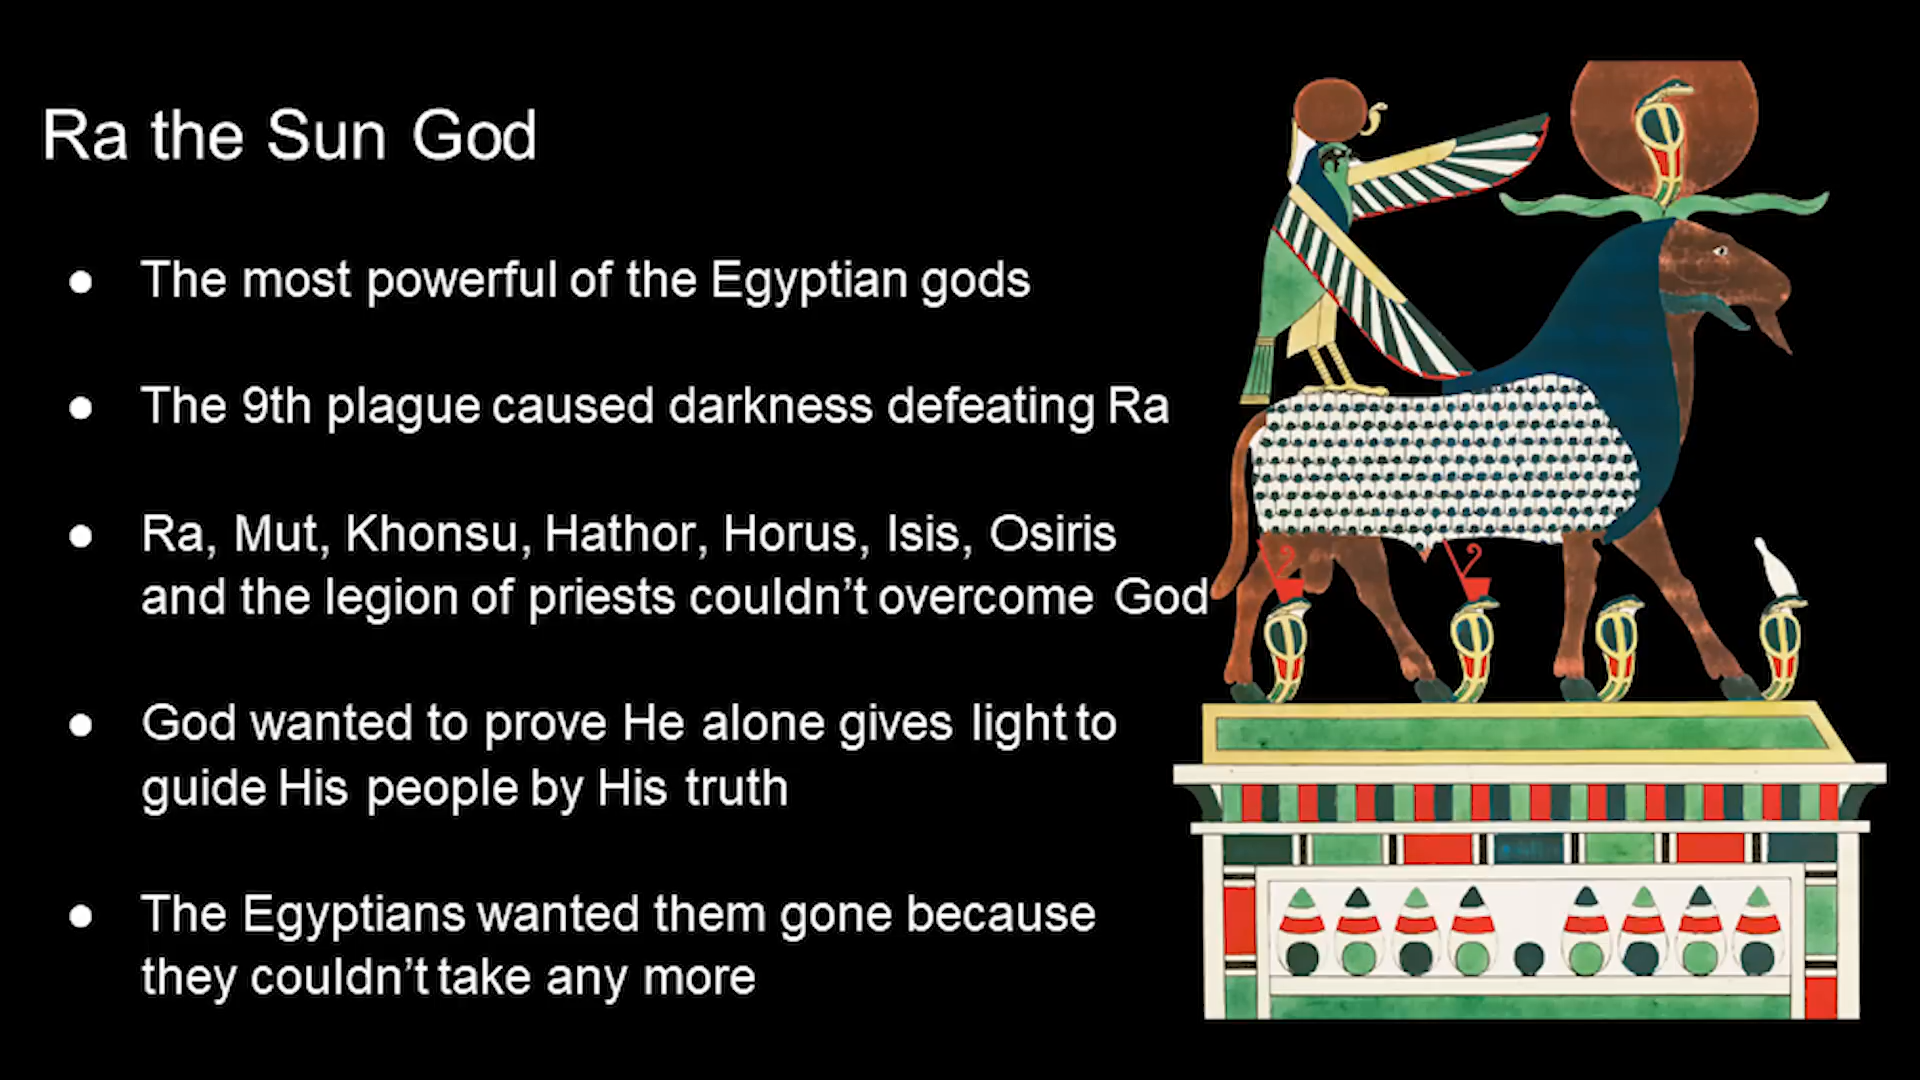 Ra the Sun God
● The most powerful of the Egyptian gods
● The 9th plague caused darkness defeating Ra
● Ra, Mut, Khonsu, Hathor, Horus, Isis, Osiris
and the legion of priests couldn’t overcome God
● God wanted to prove He alone gives light to
guide His people by His truth
● The Egyptians wanted them gone because
they couldn’t take any more